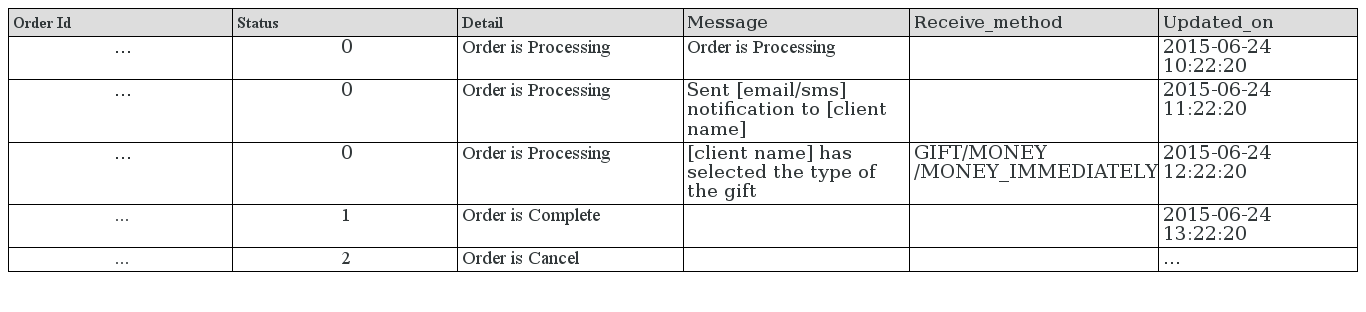 Order Id Status Detail Message Receive_method Updated_on
... 0 Order is Processing Order is Processing 2015-06-24
10:22:20
... 0 Order is Processing Sent [email/sms] 2015-06-24
notification to [client 11:22:20
name]
... 0 Order is Processing [client name] has GIFT/MONEY 2015-06-24
selected the type of /MONEY_IMMEDIATELY 12:22:20
the gift
... 1 Order is Complete 2015-06-24
13:22:20
... 2 Order is Cancel ...